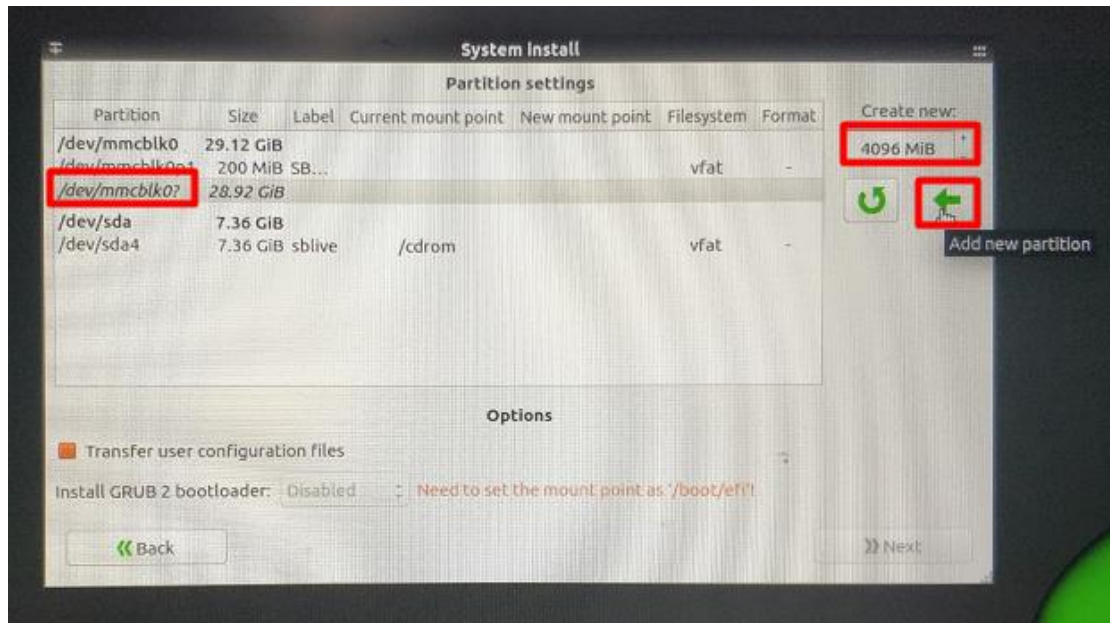 System Install
Partition settings
Partition Size Label Current mount point New mount point Filesystem Format
Create new:
/dev/mmcblk0 29.12 GiB
4096 MiB
/dev/mmcblk0p1 200 MiB SB... vfat -
/dev/mmcblk0? 28.92 GiB
/dev/sda 7.36 GiB
/dev/sda4 7.36 GiB sblive /cdrom vfat -
Add new partition
Options
Transfer user configuration files
Install GRUB 2 bootloader: Disabled Need to set the mount point as '/boot/efi'!
Back
Next